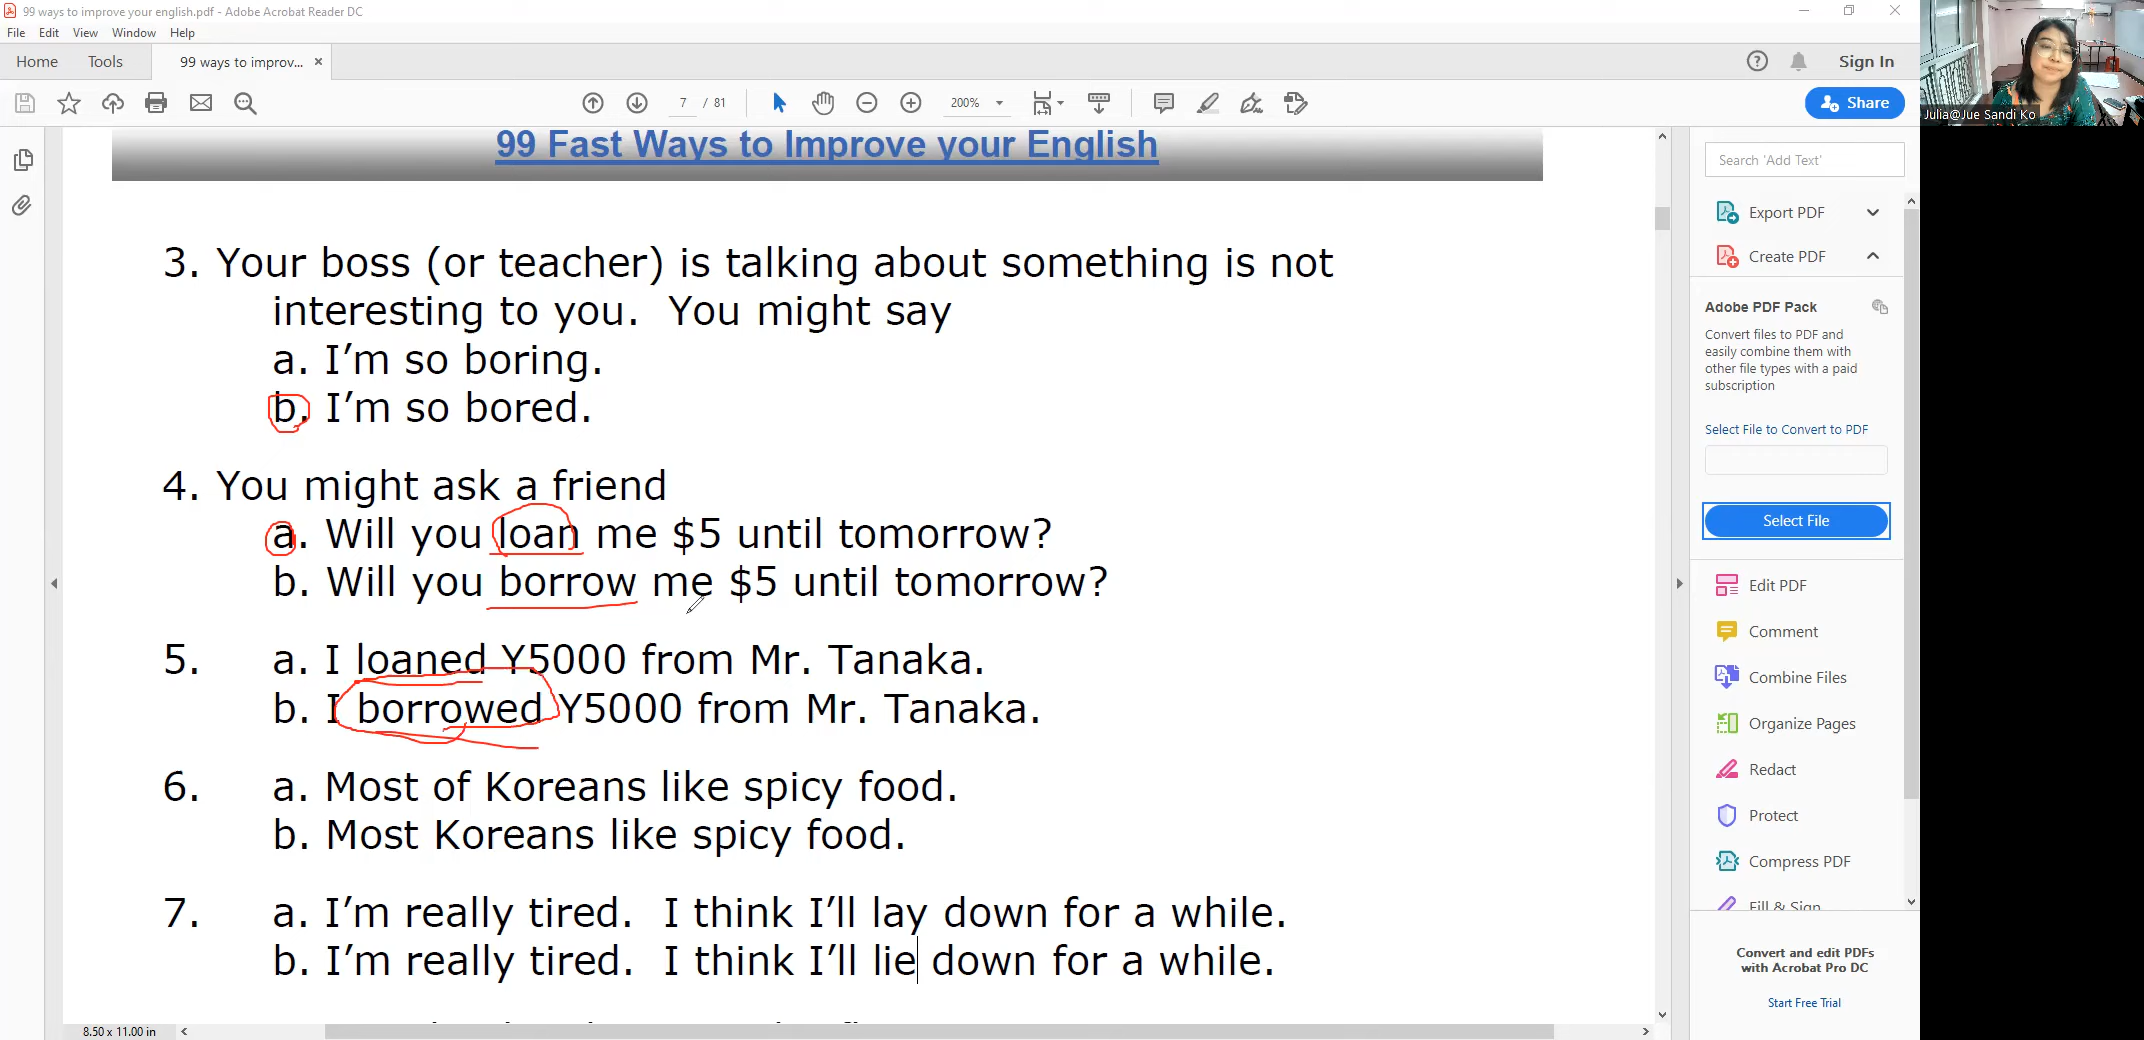 99 ways to improve your english.pdf - Adobe Acrobat Reader DC
File Edit View Window Help
Home Tools 99 ways to improv... × Sign In
7 / 81 200% Share
99 Fast Ways to Improve your English
3. Your boss (or teacher) is talking about something is not
interesting to you. You might say
a. I'm so boring.
b. I'm so bored.
4. You might ask a friend
a. Will you loan me $5 until tomorrow?
b. Will you borrow me $5 until tomorrow?
5. a. I loaned Y5000 from Mr. Tanaka.
b. I borrowed Y5000 from Mr. Tanaka.
6. a. Most of Koreans like spicy food.
b. Most Koreans like spicy food.
7. a. I'm really tired. I think I'll lay down for a while.
b. I'm really tired. I think I'll lie down for a while.
8.50 x 11.00 in
Search 'Add Text'
Export PDF
Create PDF
Adobe PDF Pack
Convert files to PDF and
easily combine them with
other file types with a paid
subscription
Select File to Convert to PDF
Select File
Edit PDF
Comment
Combine Files
Organize Pages
Redact
Protect
Compress PDF
Fill & Sign
Convert and edit PDFs
with Acrobat Pro DC
Start Free Trial
Julia@Jue Sandi Ko